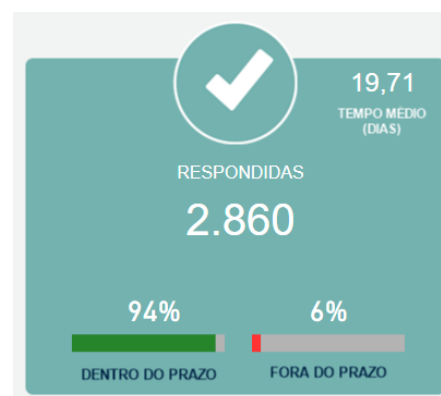 19,71
TEMPO MÉDIO
(DIAS)
RESPONDIDAS
2.860
94%
6%
DENTRO DO PRAZO
FORA DO PRAZO